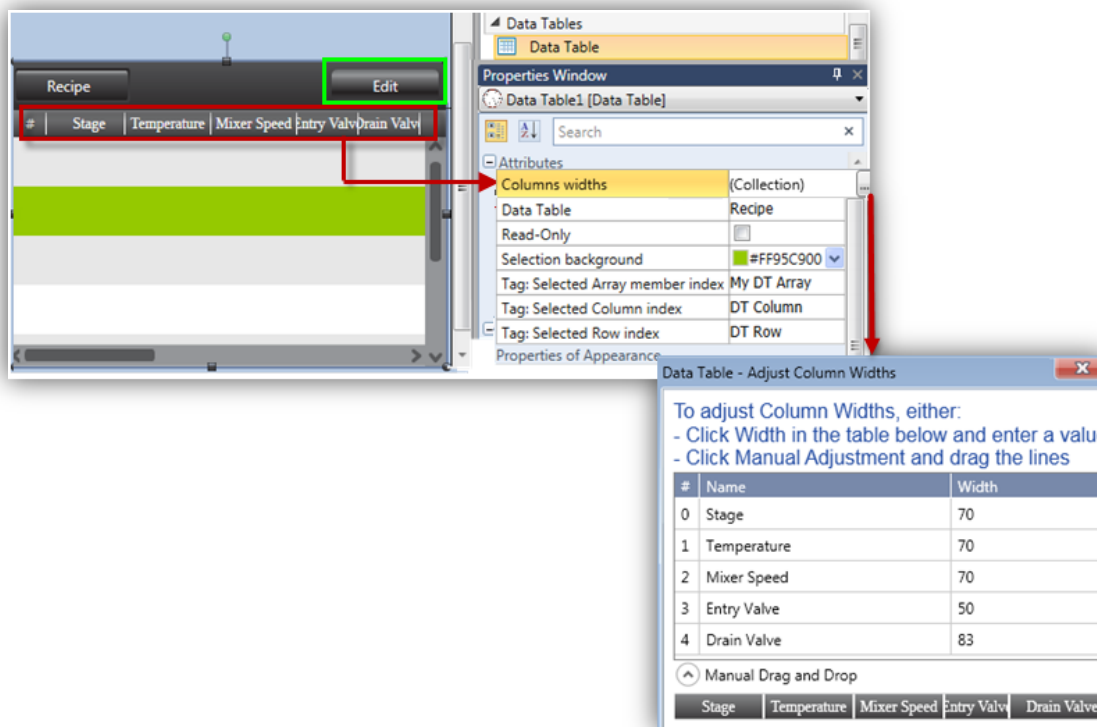 Data Tables
Data Table
Properties Window
Data Table1 [Data Table]
Search
Attributes
Columns widths (Collection) ...
Data Table Recipe
Read-Only
Selection background #FF95C900
Tag: Selected Array member index My DT Array
Tag: Selected Column index DT Column
Tag: Selected Row index DT Row
Properties of Appearance
Recipe Edit
# Stage Temperature Mixer Speed Entry Valv Drain Valv
Data Table - Adjust Column Widths
To adjust Column Widths, either:
- Click Width in the table below and enter a valu
- Click Manual Adjustment and drag the lines
# Name Width
0 Stage 70
1 Temperature 70
2 Mixer Speed 70
3 Entry Valve 50
4 Drain Valve 83
Manual Drag and Drop
Stage Temperature Mixer Speed Entry Valv Drain Valve